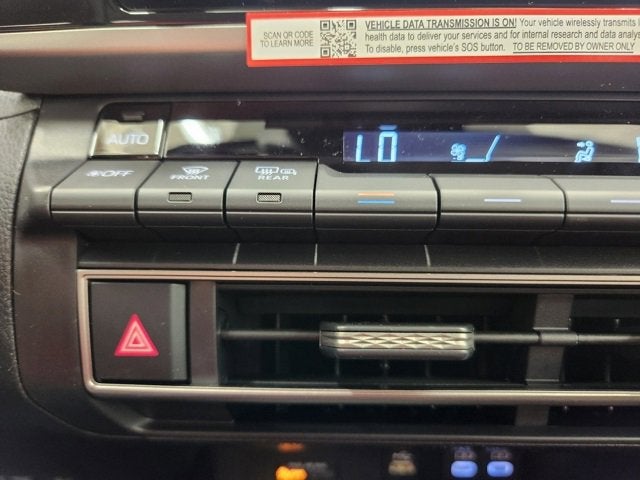 SCAN QR CODE
TO LEARN MORE
VEHICLE DATA TRANSMISSION IS ON! Your vehicle wirelessly transmits
health data to deliver your services and for internal research and data
To disable, press vehicle's SOS button. TO BE REMOVED BY OWNER ONLY
AUTO
LO
OFF
FRONT
REAR